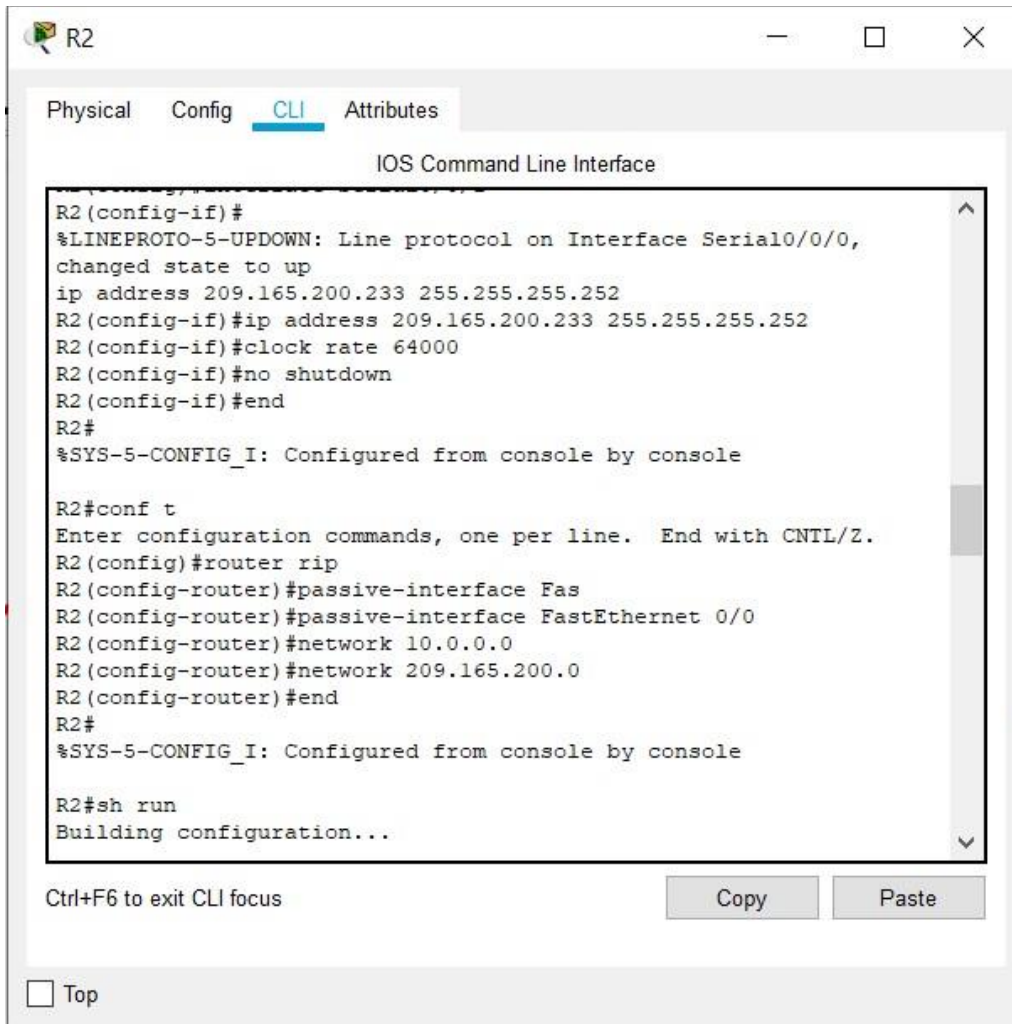 R2
Physical Config CLI Attributes
IOS Command Line Interface
R2(config-if)#
%LINEPROTO-5-UPDOWN: Line protocol on Interface Serial0/0/0,
changed state to up
ip address 209.165.200.233 255.255.255.252
R2(config-if)#ip address 209.165.200.233 255.255.255.252
R2(config-if)#clock rate 64000
R2(config-if)#no shutdown
R2(config-if)#end
R2#
%SYS-5-CONFIG_I: Configured from console by console
R2#conf t
Enter configuration commands, one per line.  End with CNTL/Z.
R2(config)#router rip
R2(config-router)#passive-interface Fas
R2(config-router)#passive-interface FastEthernet 0/0
R2(config-router)#network 10.0.0.0
R2(config-router)#network 209.165.200.0
R2(config-router)#end
R2#
%SYS-5-CONFIG_I: Configured from console by console
R2#sh run
Building configuration...
Ctrl+F6 to exit CLI focus
Copy Paste
Top